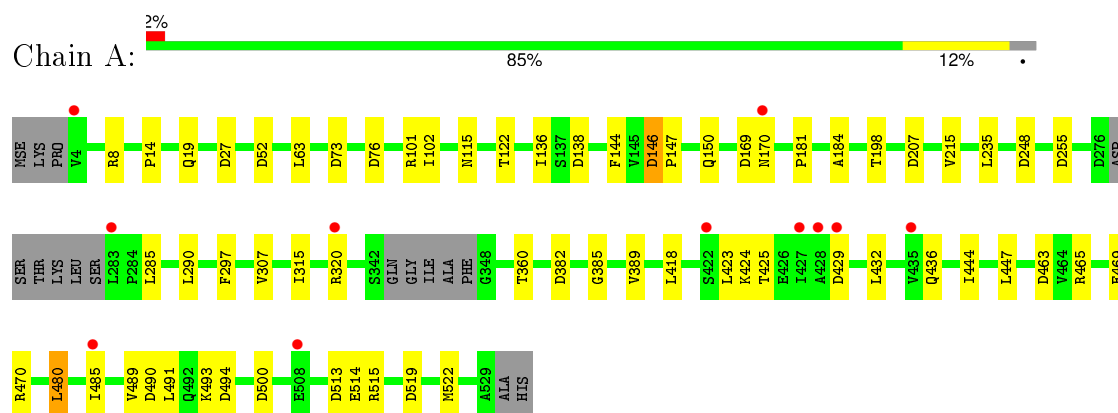 2%
Chain A:
85% 12% •
MSE LYS PRO V4 R8 P14 Q19 D27 D52 L63 D73 D76 R101 I102 N115 T122 I136 S137 D138 F144 V145 D146 P147 Q150 D169 N170 P181 A184 T198 D207 V215 L235 D248 D255 D276 ASP
SER THR LYS LEU SER L283 P284 L285 L290 F297 V307 I315 R320 S342 GLN GLY ILE ALA PHE G348 T360 D382 G385 V389 L418 S422 L423 K424 T425 E426 I427 A428 D429 L432 V435 Q436 I444 L447 D463 V464 R465
R470 L480 I485 V489 D490 L491 Q492 K493 D494 D500 E508 D513 E514 R515 D519 M522 A529 ALA HIS